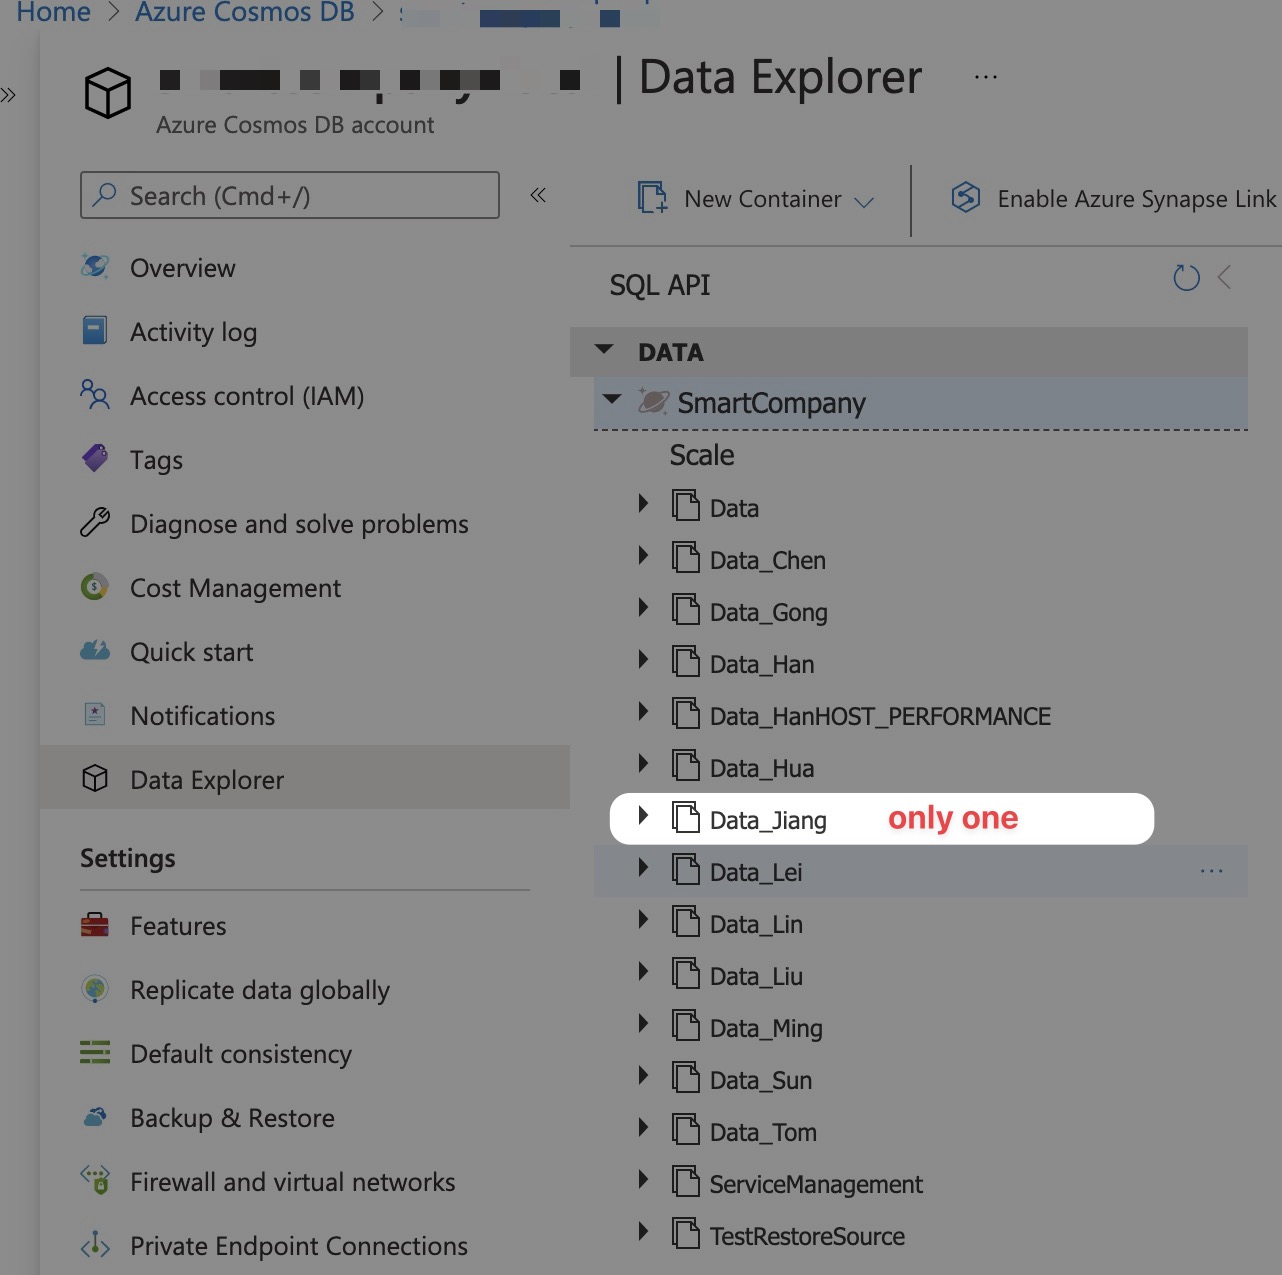 Home > Azure Cosmos DB >
| Data Explorer ...
Azure Cosmos DB account
Search (Cmd+/)
New Container
Enable Azure Synapse Link
Overview
Activity log
Access control (IAM)
Tags
Diagnose and solve problems
Cost Management
Quick start
Notifications
Data Explorer
Settings
Features
Replicate data globally
Default consistency
Backup & Restore
Firewall and virtual networks
Private Endpoint Connections
SQL API
DATA
SmartCompany
Scale
Data
Data_Chen
Data_Gong
Data_Han
Data_HanHOST_PERFORMANCE
Data_Hua
Data_Jiang only one
Data_Lei ...
Data_Lin
Data_Liu
Data_Ming
Data_Sun
Data_Tom
ServiceManagement
TestRestoreSource